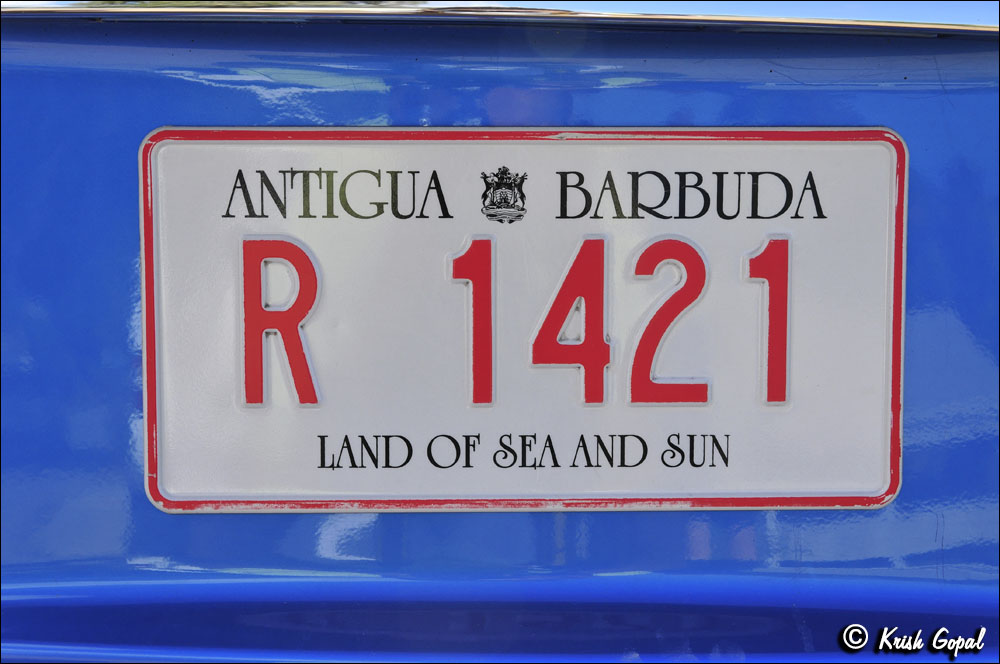 ANTIGUA BARBUDA
R 1421
LAND OF SEA AND SUN
© Krish Gopal